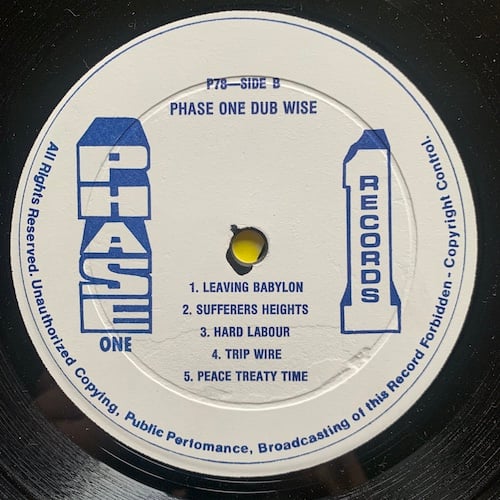 P78—SIDE B
PHASE ONE DUB WISE
PHASE
ONE
RECORDS
1. LEAVING BABYLON
2. SUFFERERS HEIGHTS
3. HARD LABOUR
4. TRIP WIRE
5. PEACE TREATY TIME
All Rights Reserved. Unauthorized Copying, Public Pertomance, Broadcasting of this Record Forbidden - Copyright Control.